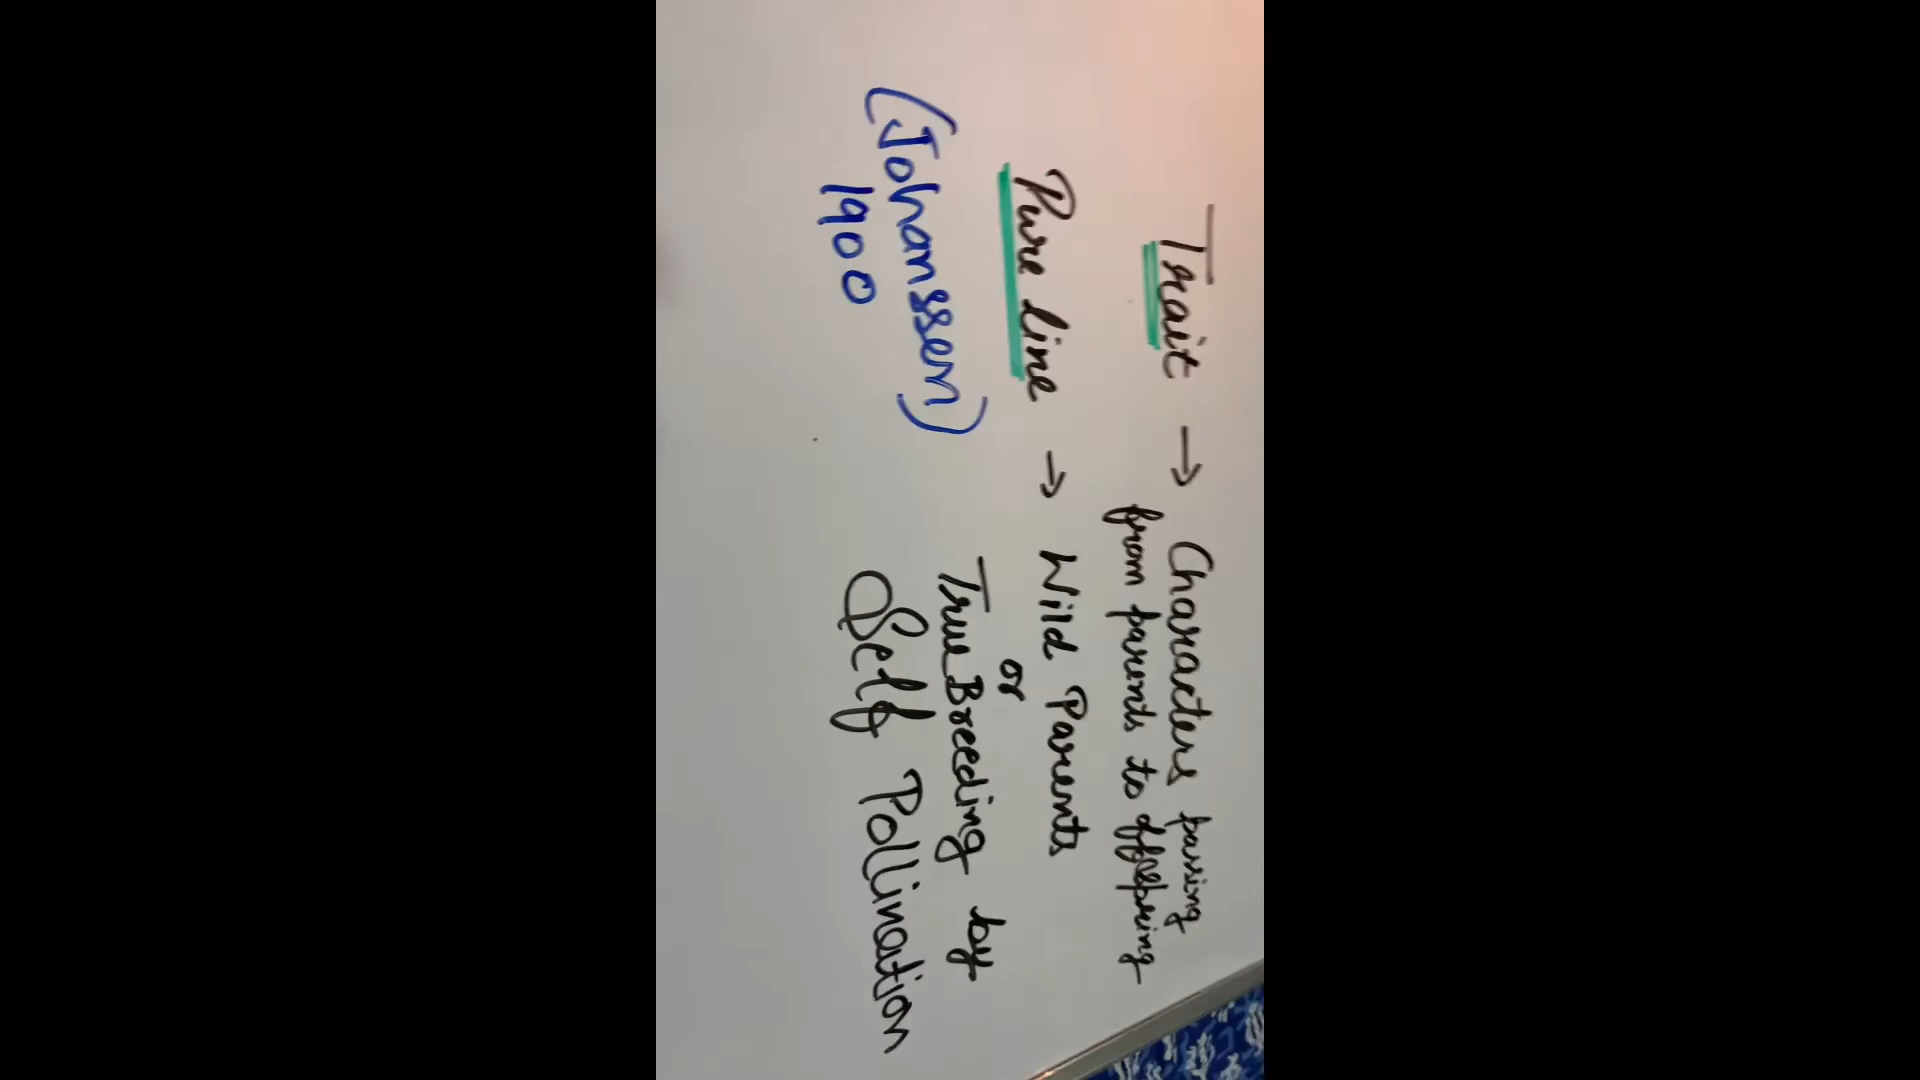 Trait → Characters passing
from parents to offspring
Pure line → Wild Parents
or
(Johanssen) True Breeding by
1900 Self Pollination